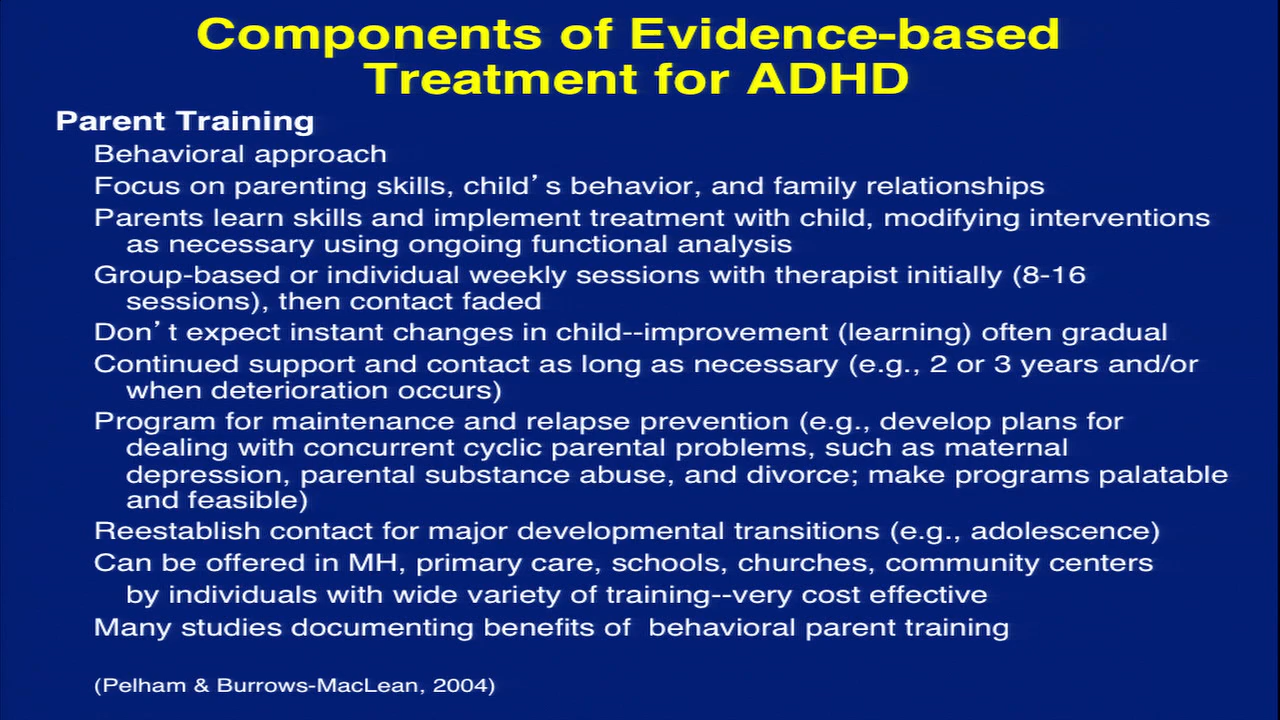 Components of Evidence-based
Treatment for ADHD
Parent Training
Behavioral approach
Focus on parenting skills, child’s behavior, and family relationships
Parents learn skills and implement treatment with child, modifying interventions
as necessary using ongoing functional analysis
Group-based or individual weekly sessions with therapist initially (8-16
sessions), then contact faded
Don’t expect instant changes in child--improvement (learning) often gradual
Continued support and contact as long as necessary (e.g., 2 or 3 years and/or
when deterioration occurs)
Program for maintenance and relapse prevention (e.g., develop plans for
dealing with concurrent cyclic parental problems, such as maternal
depression, parental substance abuse, and divorce; make programs palatable
and feasible)
Reestablish contact for major developmental transitions (e.g., adolescence)
Can be offered in MH, primary care, schools, churches, community centers
by individuals with wide variety of training--very cost effective
Many studies documenting benefits of behavioral parent training
(Pelham & Burrows-MacLean, 2004)